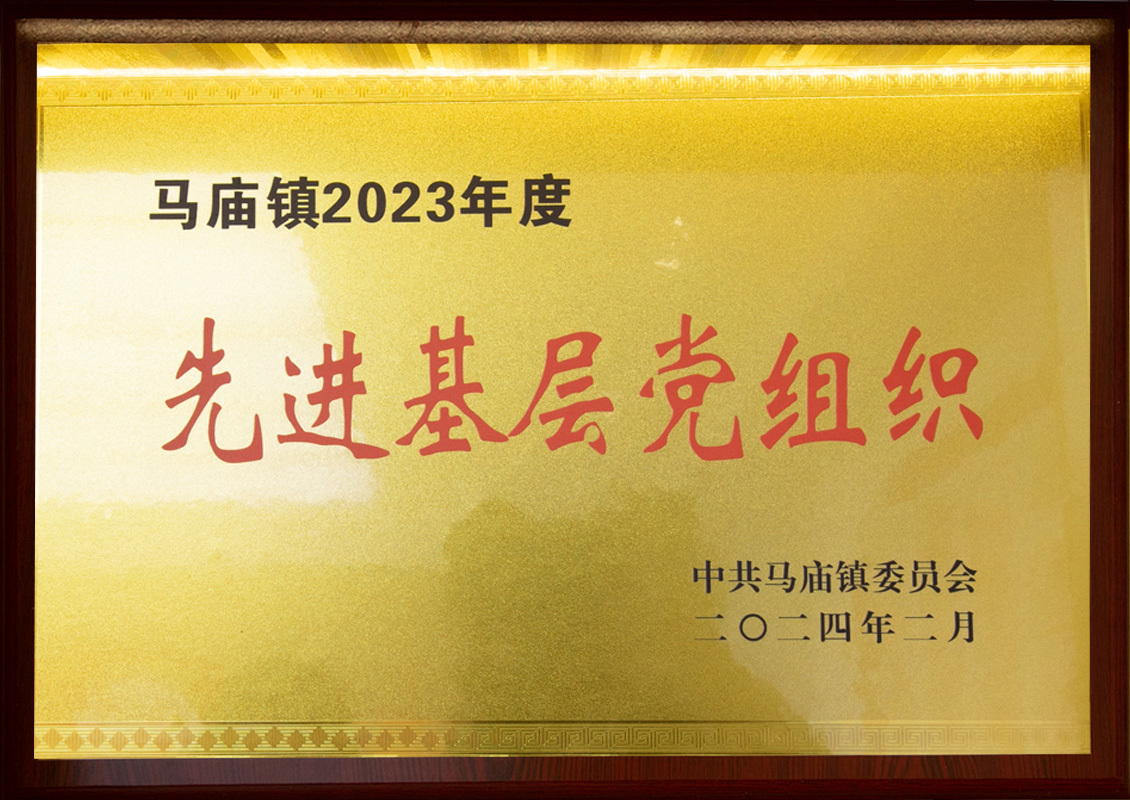 马庙镇2023年度
先进基层党组织
中共马庙镇委员会
二〇二四年二月